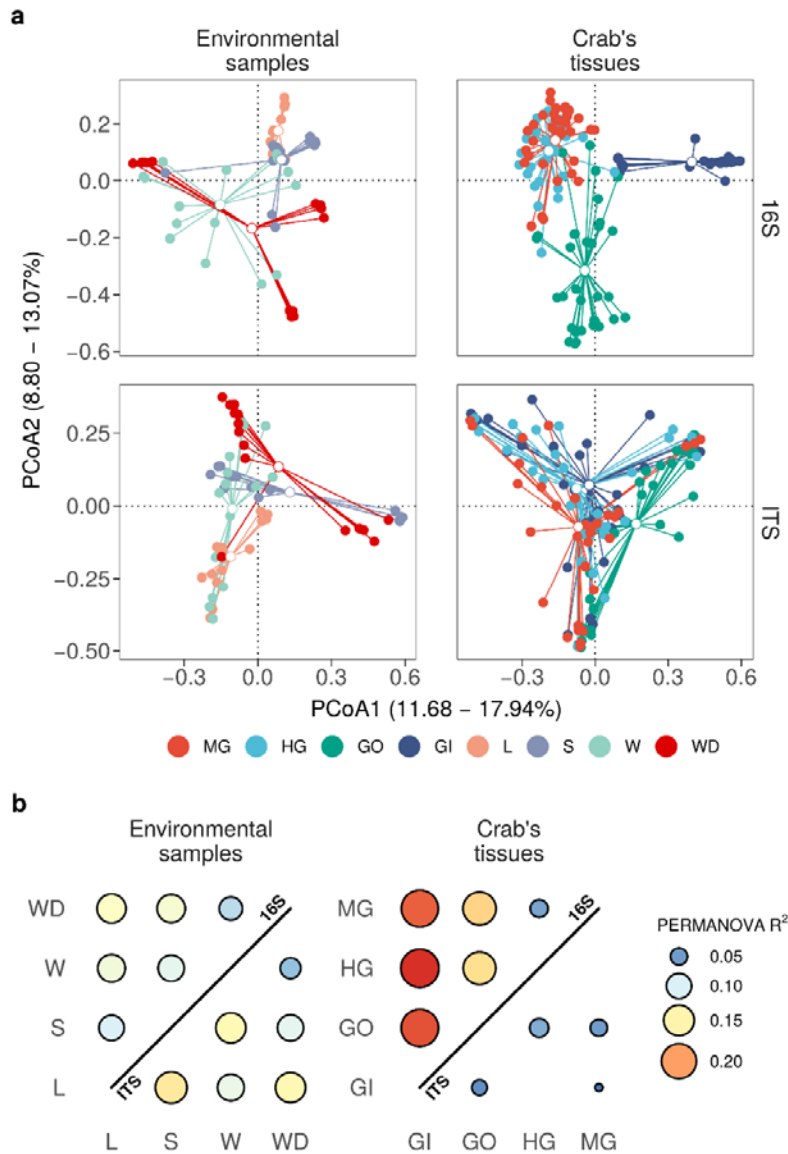 a
Environmental
samples
Crab's
tissues
0.2
0.0
−0.2
−0.4
−0.6
16S
PCoA2 (8.80 − 13.07%)
0.25
0.00
−0.25
−0.50
ITS
−0.3 0.0 0.3 0.6 −0.3 0.0 0.3 0.6
PCoA1 (11.68 − 17.94%)
MG HG GO GI L S W WD
b
Environmental
samples
Crab's
tissues
WD 16S MG 16S
W HG
S GO
L ITS GI ITS
L S W WD GI GO HG MG
PERMANOVA R²
0.05
0.10
0.15
0.20